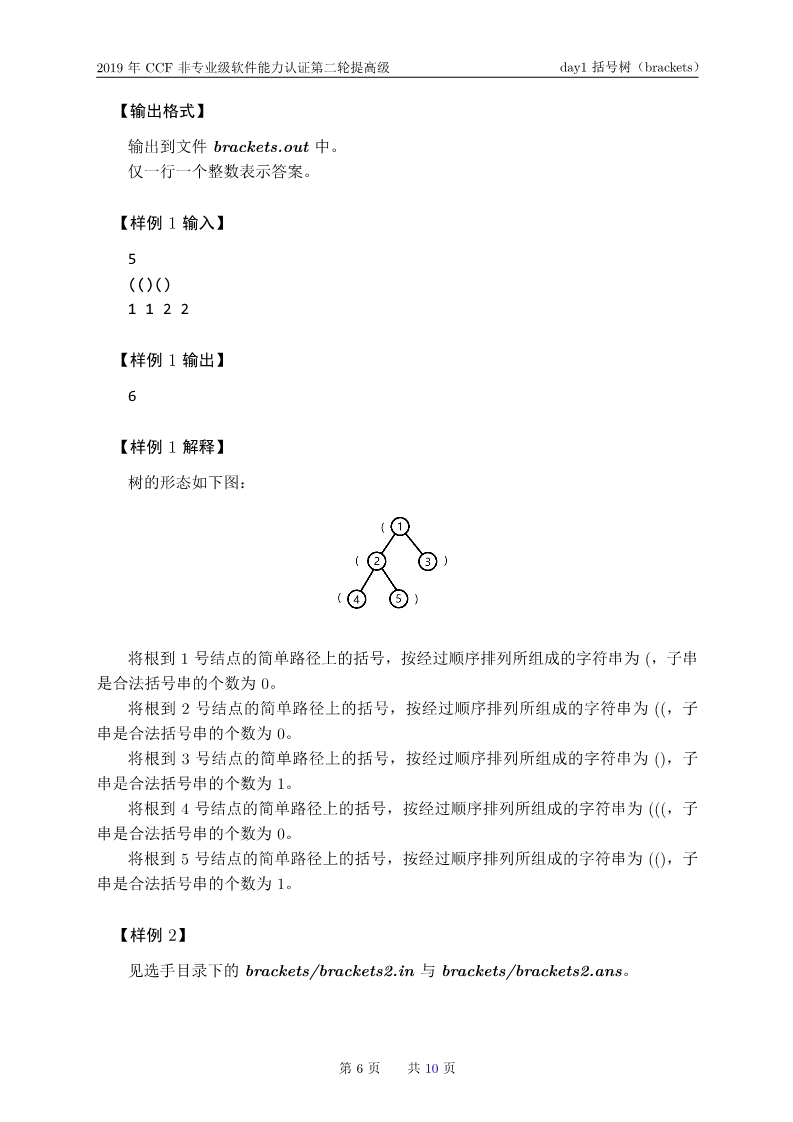 2019 年 CCF 非专业级软件能力认证第二轮提高级 day1 括号树（brackets）
【输出格式】
输出到文件 brackets.out 中。
仅一行一个整数表示答案。
【样例 1 输入】
5
(()()
1 1 2 2
【样例 1 输出】
6
【样例 1 解释】
树的形态如下图：
( 1
( 2 3 )
( 4 5 )
将根到 1 号结点的简单路径上的括号，按经过顺序排列所组成的字符串为 (，子串
是合法括号串的个数为 0。
将根到 2 号结点的简单路径上的括号，按经过顺序排列所组成的字符串为 ((，子
串是合法括号串的个数为 0。
将根到 3 号结点的简单路径上的括号，按经过顺序排列所组成的字符串为 ()，子
串是合法括号串的个数为 1。
将根到 4 号结点的简单路径上的括号，按经过顺序排列所组成的字符串为 (((，子
串是合法括号串的个数为 0。
将根到 5 号结点的简单路径上的括号，按经过顺序排列所组成的字符串为 (()，子
串是合法括号串的个数为 1。
【样例 2】
见选手目录下的 brackets/brackets2.in 与 brackets/brackets2.ans。
第 6 页 共 10 页